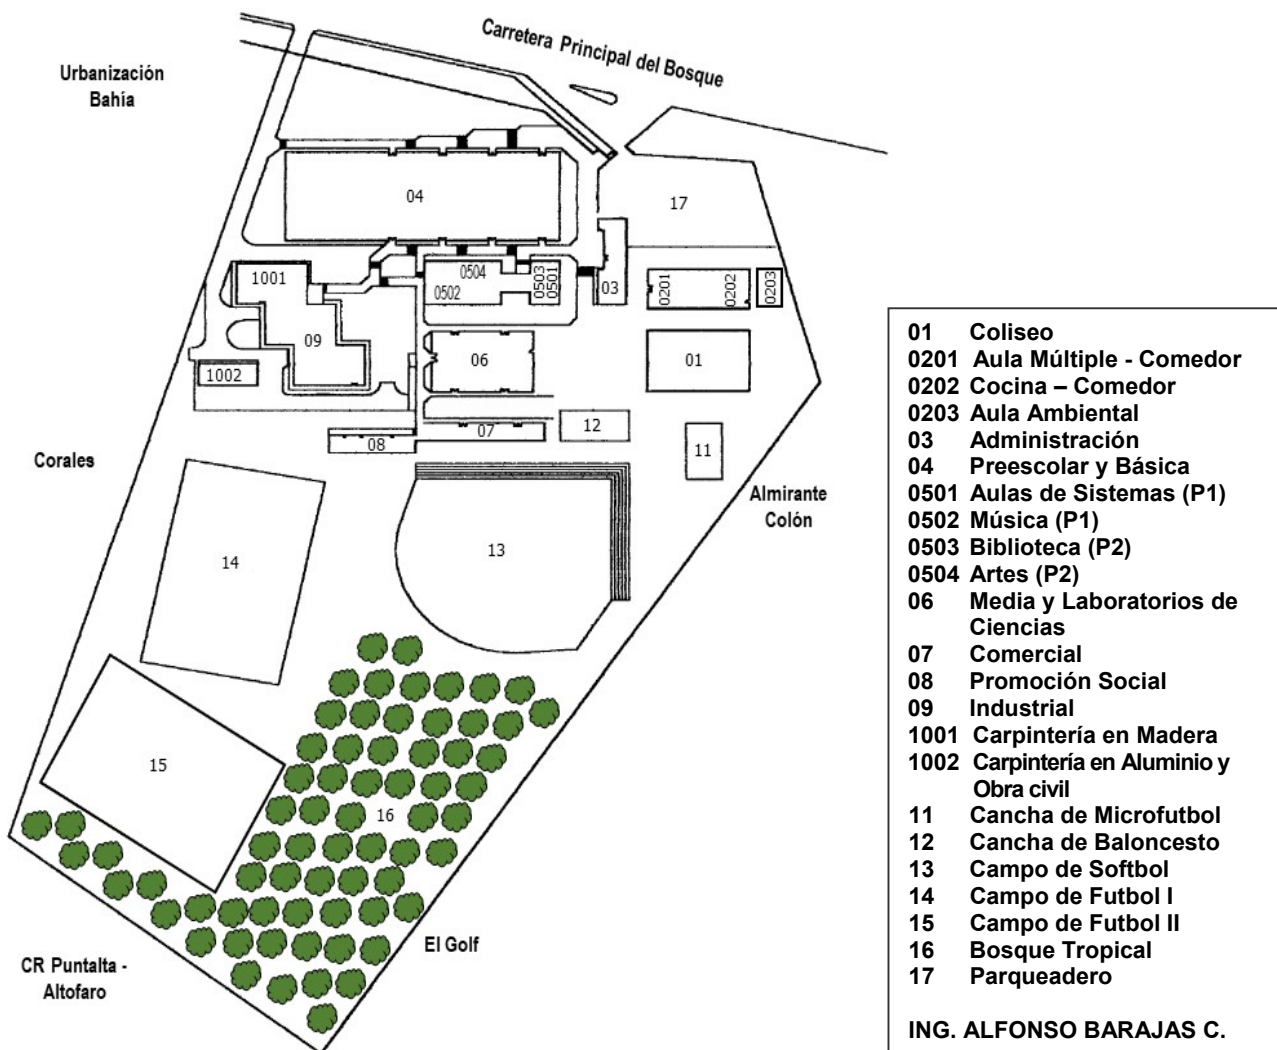 Carretera Principal del Bosque
Urbanización
Bahía
04
17
1001
0504
0502
0503
0501
03
0201
0202
0203
09
06
01
1002
08
07
12
11
Corales
Almirante
Colón
14
13
15
16
El Golf
CR Puntalta -
Altofaro
01 Coliseo
0201 Aula Múltiple - Comedor
0202 Cocina – Comedor
0203 Aula Ambiental
03 Administración
04 Preescolar y Básica
0501 Aulas de Sistemas (P1)
0502 Música (P1)
0503 Biblioteca (P2)
0504 Artes (P2)
06 Media y Laboratorios de
Ciencias
07 Comercial
08 Promoción Social
09 Industrial
1001 Carpintería en Madera
1002 Carpintería en Aluminio y
Obra civil
11 Cancha de Microfutbol
12 Cancha de Baloncesto
13 Campo de Softbol
14 Campo de Futbol I
15 Campo de Futbol II
16 Bosque Tropical
17 Parqueadero
ING. ALFONSO BARAJAS C.